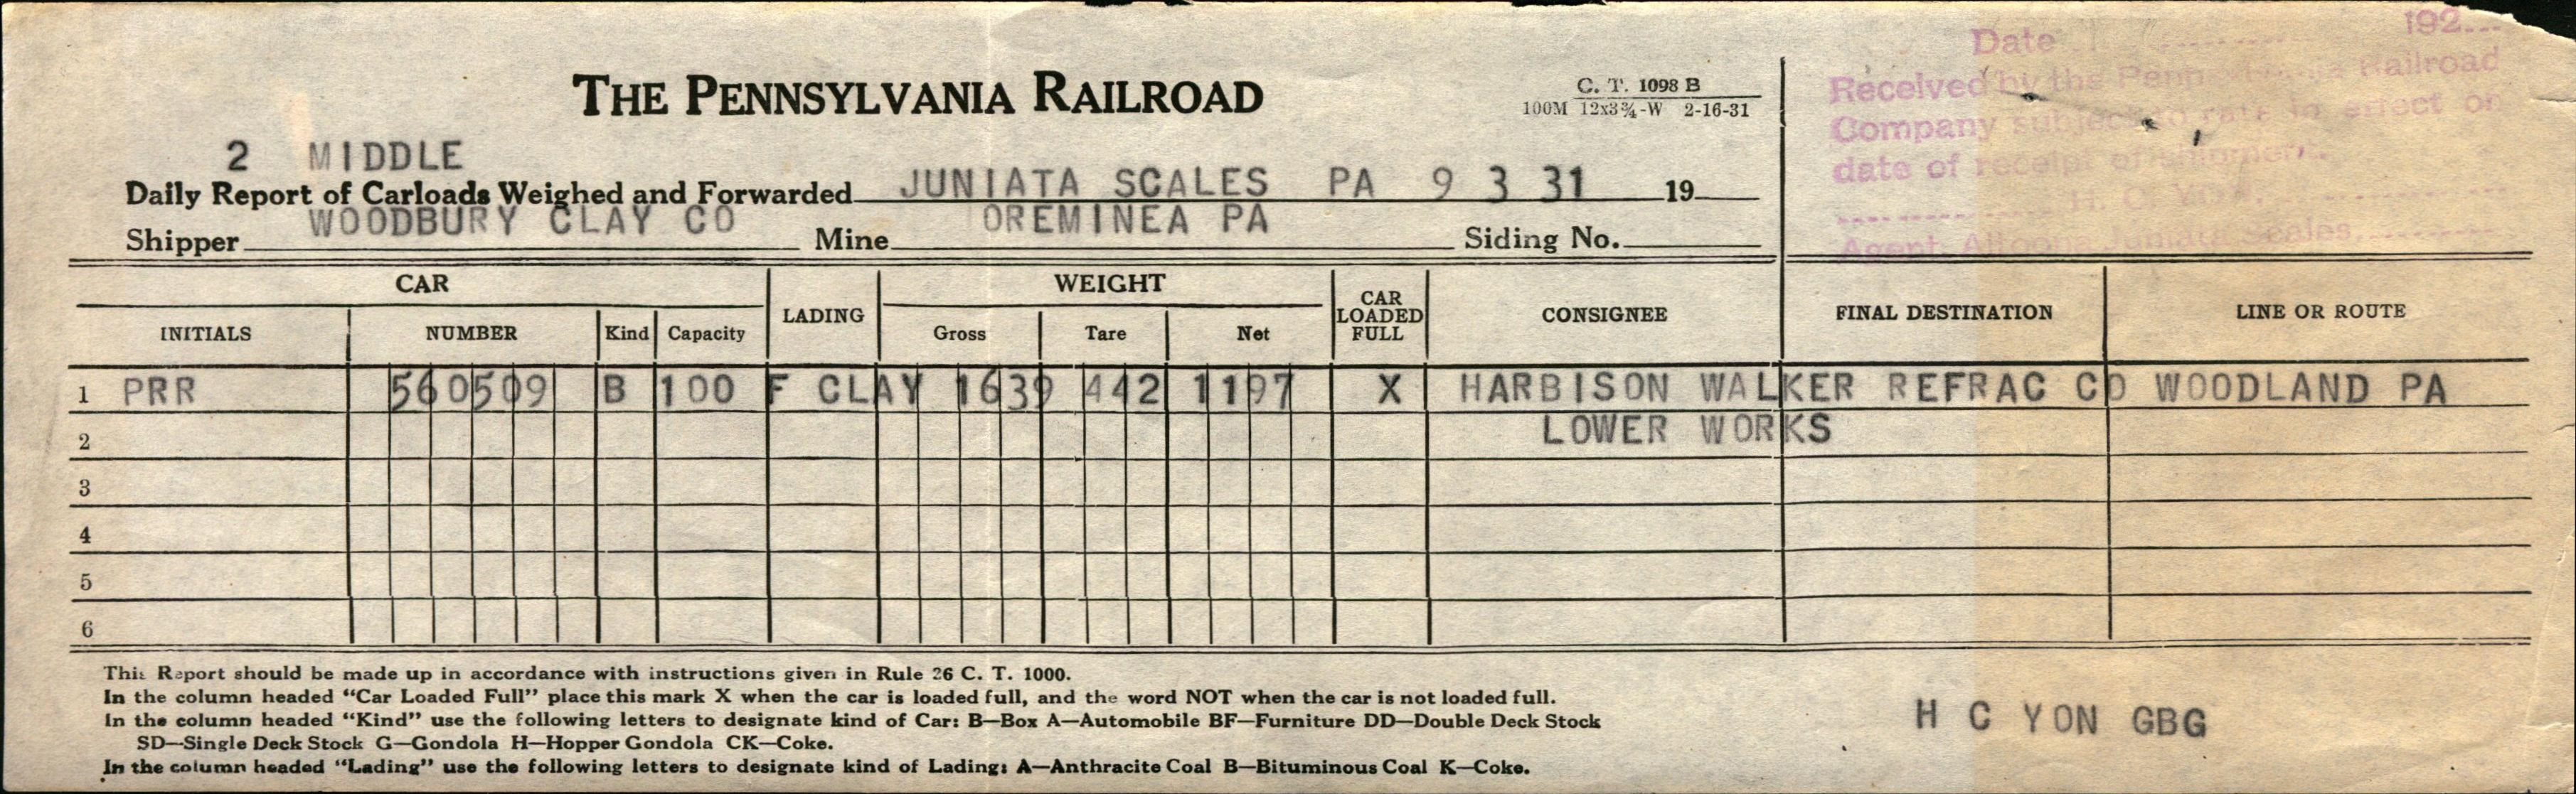 THE PENNSYLVANIA RAILROAD
C. T. 1098 B
100M 12x3¾-W 2-16-31
Date 192
Received by the Penn ia Railroad
Company subject to rate in effect on
date of receipt of shipment.
H. C. Yon,
Agent Altoona Juniata Scales,
2 MIDDLE
Daily Report of Carloads Weighed and Forwarded JUNIATA SCALES PA 9 3 31 19
Shipper WOODBURY CLAY CO Mine OREMINEA PA Siding No.
CAR LADING WEIGHT CAR LOADED FULL CONSIGNEE FINAL DESTINATION LINE OR ROUTE
INITIALS NUMBER Kind Capacity Gross Tare Net
1 PRR 560509 B 100 F CLAY 1639 442 1197 X HARBISON WALKER REFRAC CO WOODLAND PA
2 LOWER WORKS
3
4
5
6
This Report should be made up in accordance with instructions given in Rule 26 C. T. 1000.
In the column headed “Car Loaded Full” place this mark X when the car is loaded full, and the word NOT when the car is not loaded full.
In the column headed “Kind” use the following letters to designate kind of Car: B—Box A—Automobile BF—Furniture DD—Double Deck Stock
SD—Single Deck Stock G—Gondola H—Hopper Gondola CK—Coke.
In the column headed “Lading” use the following letters to designate kind of Lading: A—Anthracite Coal B—Bituminous Coal K—Coke.
H C YON GBG